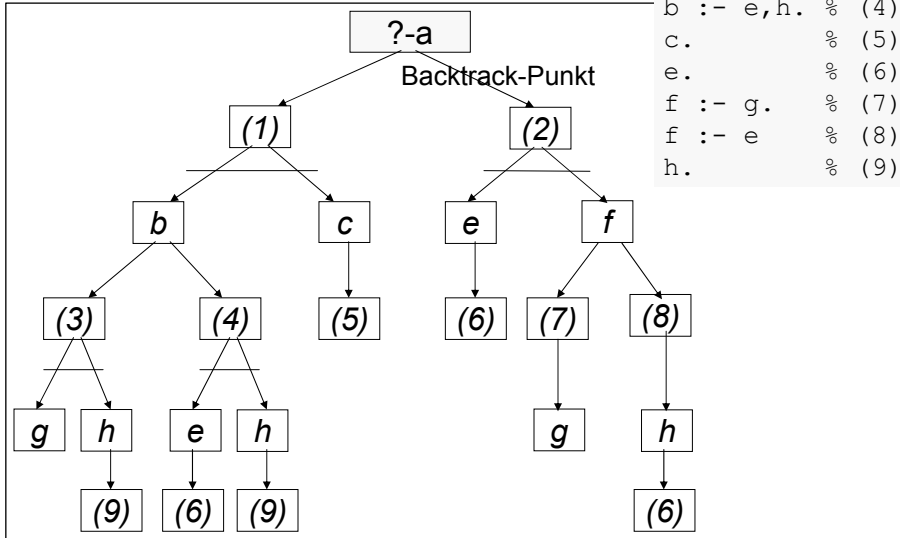 b :- e,h. % (4)
?-a
c. % (5)
Backtrack-Punkt
e. % (6)
f :- g. % (7)
(1) (2)
f :- e % (8)
h. % (9)
b c e f
(3) (4) (5) (6) (7) (8)
g h e h g h
(9) (6) (9) (6)